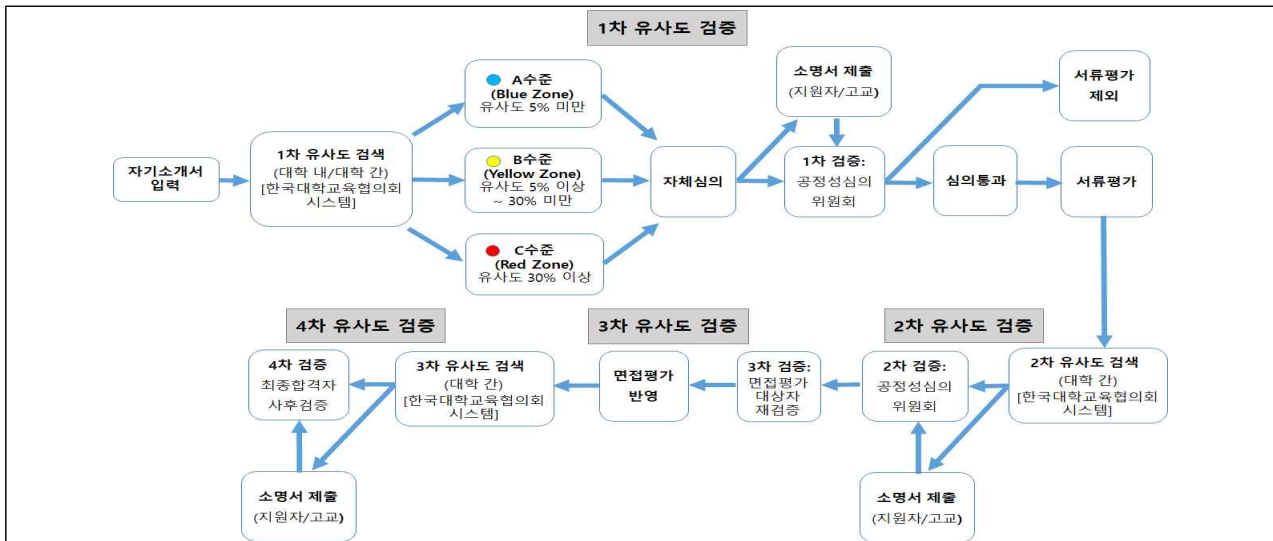 1차 유사도 검증
자기소개서
입력
1차 유사도 검색
(대학 내/대학 간)
[한국대학교육협의회
시스템]
A수준
(Blue Zone)
유사도 5% 미만
B수준
(Yellow Zone)
유사도 5% 이상
~ 30% 미만
C수준
(Red Zone)
유사도 30% 이상
자체심의
소명서 제출
(지원자/고교)
1차 검증:
공정성심의
위원회
서류평가
제외
심의통과
서류평가
2차 유사도 검증
2차 유사도 검색
(대학 간)
[한국대학교육협의회
시스템]
소명서 제출
(지원자/고교)
2차 검증:
공정성심의
위원회
3차 유사도 검증
3차 검증:
면접평가
대상자
재검증
면접평가
반영
4차 유사도 검증
3차 유사도 검색
(대학 간)
[한국대학교육협의회
시스템]
소명서 제출
(지원자/고교)
4차 검증
최종합격자
사후검증